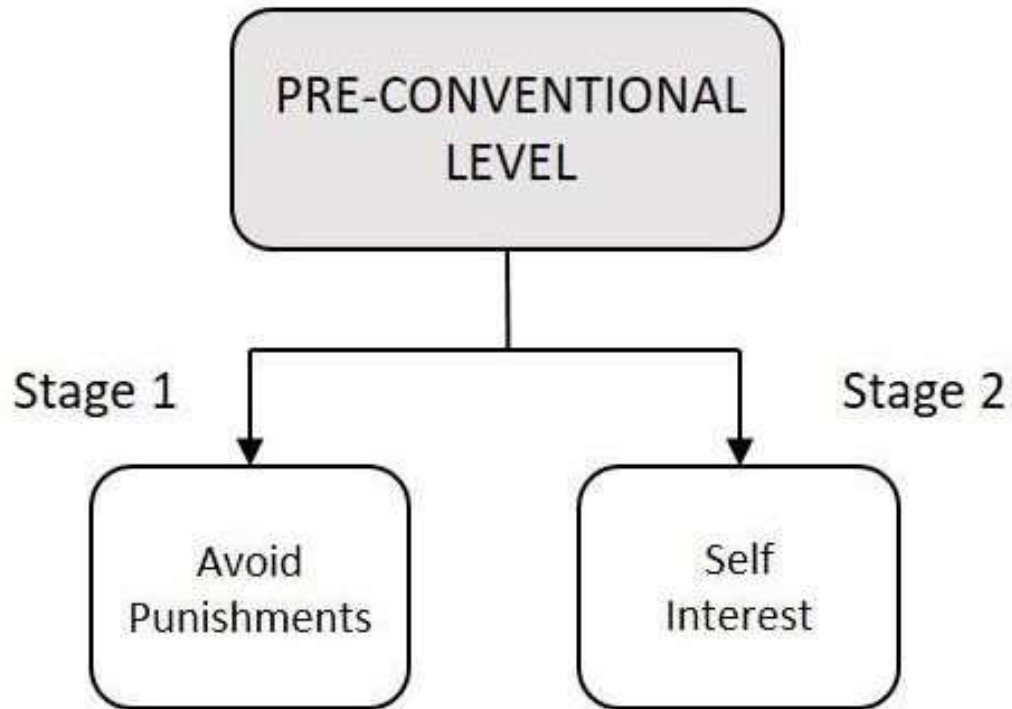 PRE-CONVENTIONAL
LEVEL
Stage 1
Stage 2
Avoid
Punishments
Self
Interest